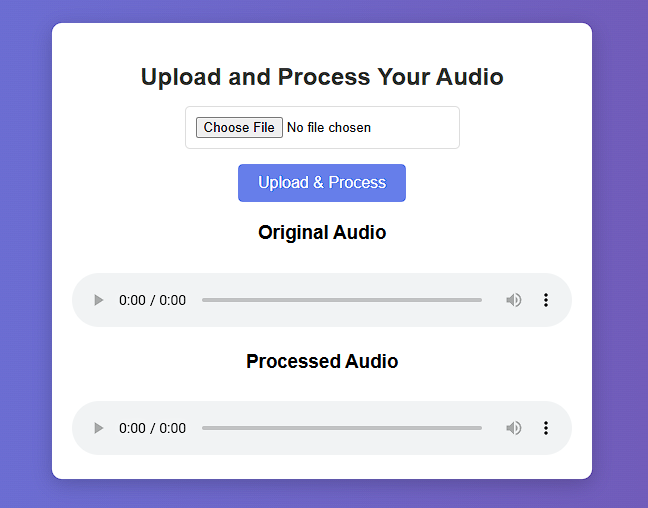 Upload and Process Your Audio
Choose File No file chosen
Upload & Process
Original Audio
0:00 / 0:00
Processed Audio
0:00 / 0:00